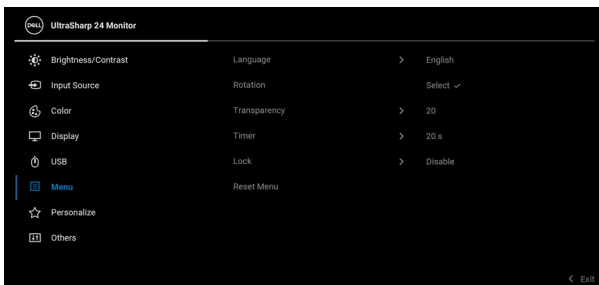 DELL UltraSharp 24 Monitor
Brightness/Contrast Language > English
Input Source Rotation Select ✓
Color Transparency > 20
Display Timer > 20 s
USB Lock > Disable
Menu Reset Menu
Personalize
Others
< Exit